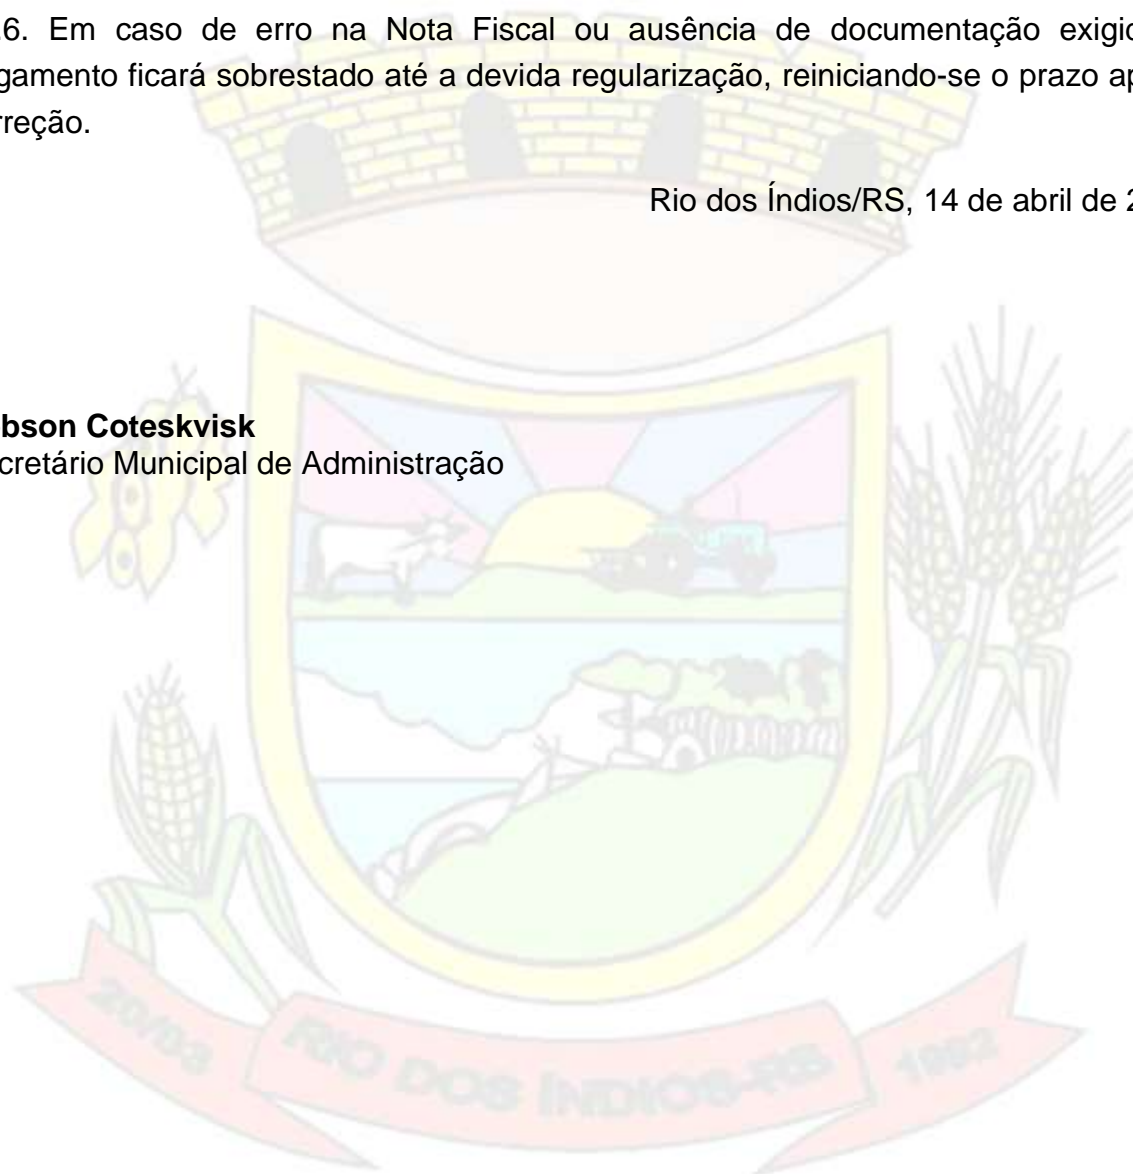 .6. Em caso de erro na Nota Fiscal ou ausência de documentação exigic
gamento ficará sobrestado até a devida regularização, reiniciando-se o prazo ap
rreção.
Rio dos Índios/RS, 14 de abril de 2
bson Coteskvisk
cretário Municipal de Administração
20/03 RIO DOS ÍNDIOS-RS 1992